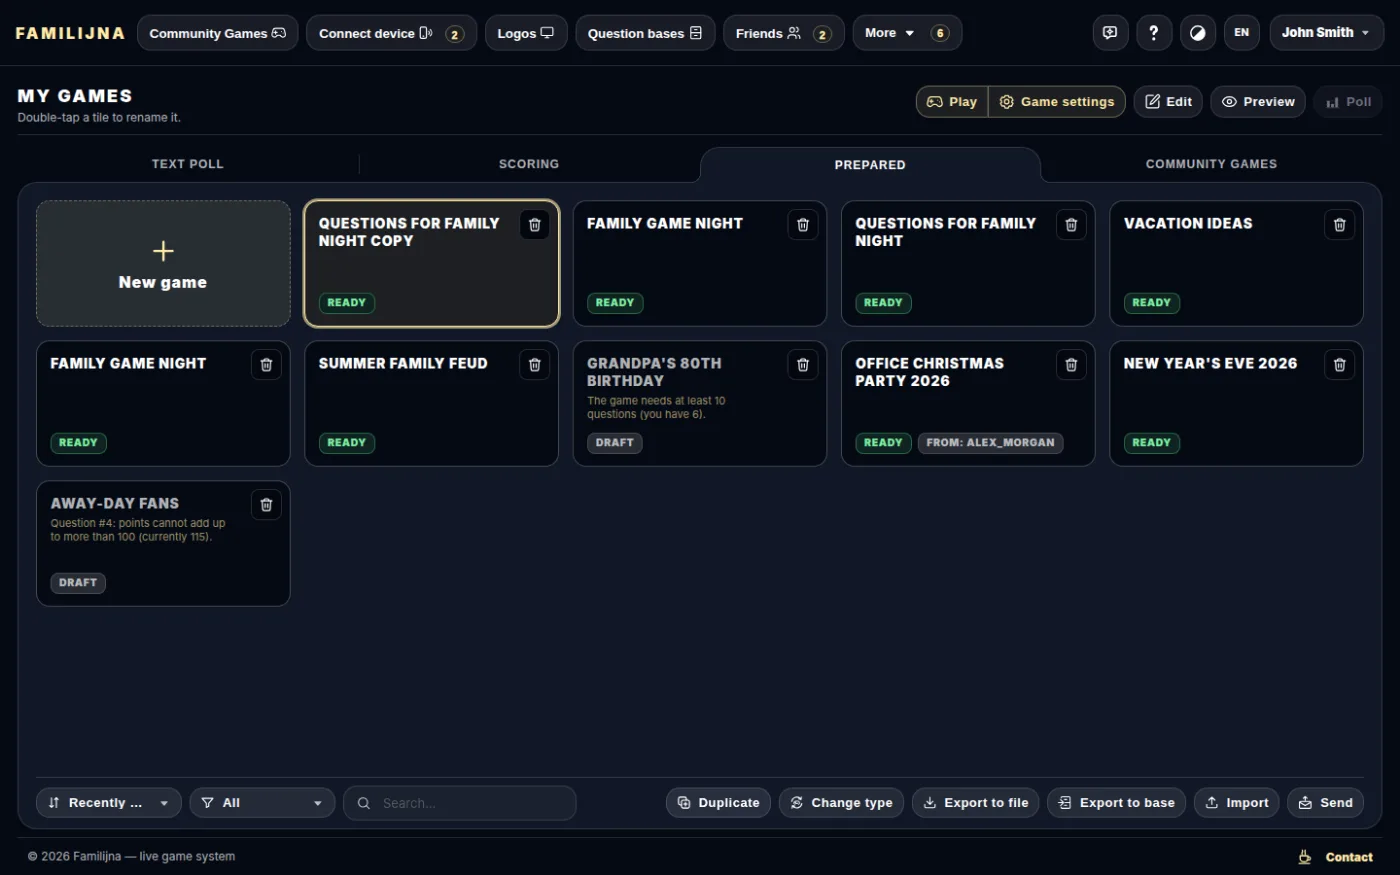 FAMILIJNA
Community Games
Connect device 2
Logos
Question bases
Friends 2
More 6
?
EN
John Smith
MY GAMES
Double-tap a tile to rename it.
Play
Game settings
Edit
Preview
Poll
TEXT POLL
SCORING
PREPARED
COMMUNITY GAMES
New game
QUESTIONS FOR FAMILY
NIGHT COPY
READY
FAMILY GAME NIGHT
READY
QUESTIONS FOR FAMILY
NIGHT
READY
VACATION IDEAS
READY
FAMILY GAME NIGHT
READY
SUMMER FAMILY FEUD
READY
GRANDPA'S 80TH
BIRTHDAY
The game needs at least 10
questions (you have 6).
DRAFT
OFFICE CHRISTMAS
PARTY 2026
READY
FROM: ALEX_MORGAN
NEW YEAR'S EVE 2026
READY
AWAY-DAY FANS
Question #4: points cannot add up
to more than 100 (currently 115).
DRAFT
Recently ...
All
Search...
Duplicate
Change type
Export to file
Export to base
Import
Send
© 2026 Familijna — live game system
Contact